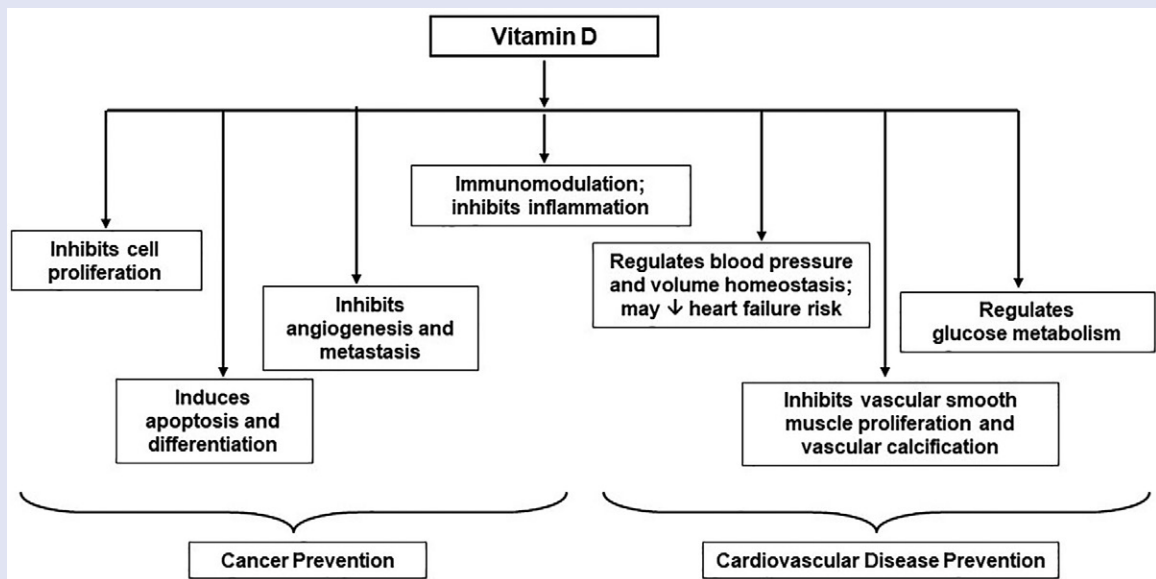 Vitamin D
Immunomodulation;
inhibits inflammation
Inhibits cell
proliferation
Regulates blood pressure
and volume homeostasis;
may ↓ heart failure risk
Inhibits
angiogenesis and
metastasis
Regulates
glucose metabolism
Induces
apoptosis and
differentiation
Inhibits vascular smooth
muscle proliferation and
vascular calcification
Cancer Prevention
Cardiovascular Disease Prevention